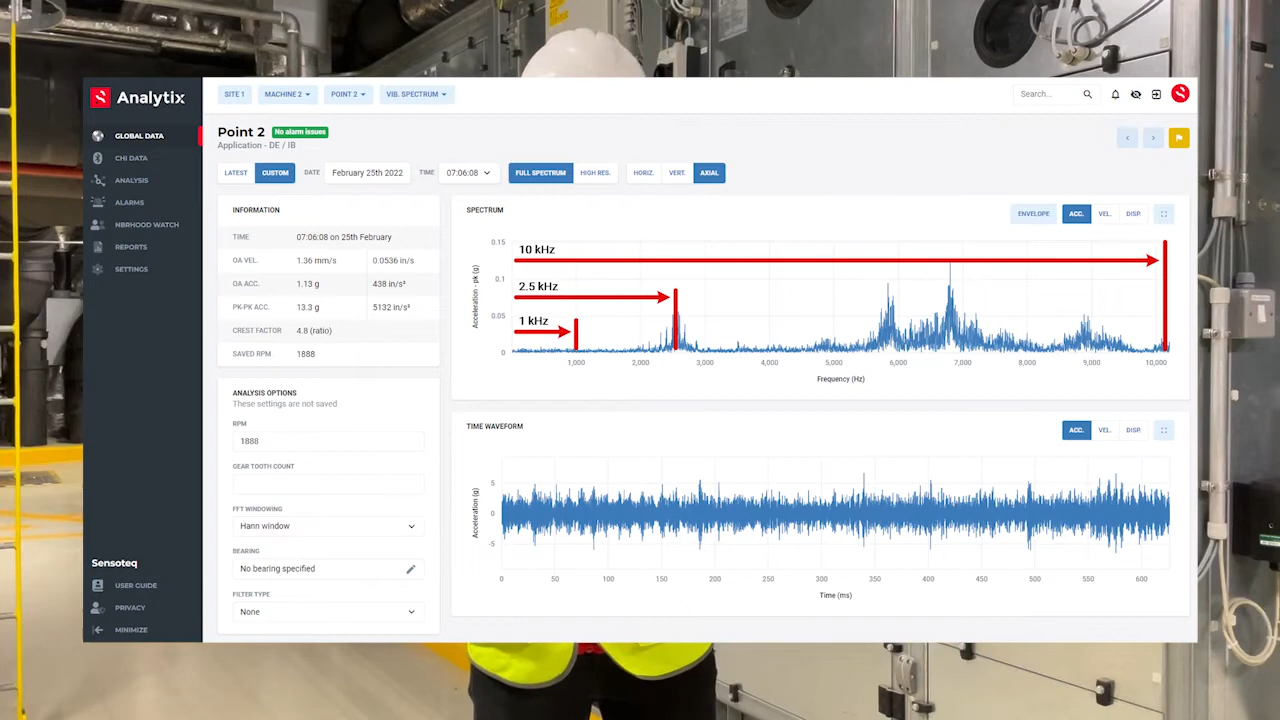 Analytix
SITE 1 MACHINE 2 POINT 2 VIB. SPECTRUM
Search...
GLOBAL DATA
CHI DATA
ANALYSIS
ALARMS
NBRHOOD WATCH
REPORTS
SETTINGS
Sensoteq
USER GUIDE
PRIVACY
MINIMIZE
Point 2 No alarm issues
Application - DE / IB
LATEST CUSTOM DATE February 25th 2022 TIME 07:06:08 FULL SPECTRUM HIGH RES. HORIZ. VERT. AXIAL
INFORMATION
TIME 07:06:08 on 25th February
OA VEL. 1.36 mm/s 0.0536 in/s
OA ACC. 1.13 g 438 in/s²
PK-PK ACC. 13.3 g 5132 in/s²
CREST FACTOR 4.8 (ratio)
SAVED RPM 1888
ANALYSIS OPTIONS
These settings are not saved
RPM
1888
GEAR TOOTH COUNT
FFT WINDOWING
Hann window
BEARING
No bearing specified
FILTER TYPE
None
SPECTRUM
ENVELOPE ACC. VEL. DISP.
Acceleration - pk (g)
0.15
0.1
0.05
0
10 kHz
2.5 kHz
1 kHz
1,000 2,000 3,000 4,000 5,000 6,000 7,000 8,000 9,000 10,000
Frequency (Hz)
TIME WAVEFORM
ACC. VEL. DISP.
Acceleration (g)
5
0
-5
0 50 100 150 200 250 300 350 400 450 500 550 600
Time (ms)